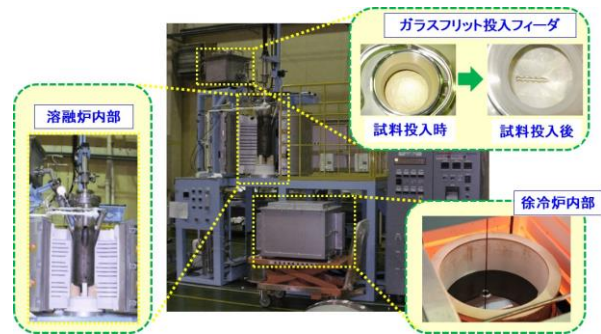 ガラスフリット投入フィーダ
試料投入時
試料投入後
溶融炉内部
徐冷炉内部